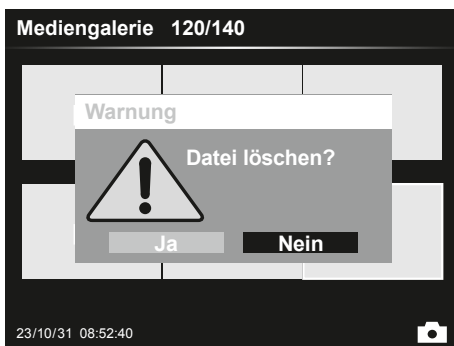 Mediengalerie 120/140
Warnung
Datei löschen?
Ja Nein
23/10/31 08:52:40